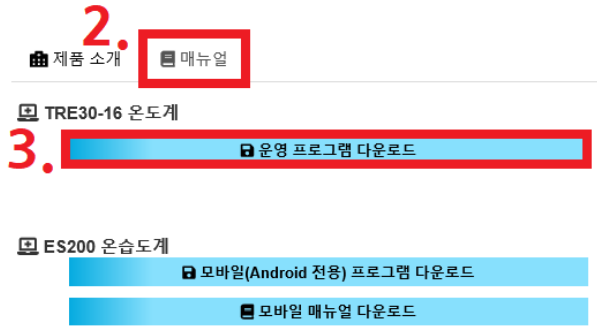 2.
제품 소개 매뉴얼
TRE30-16 온도계
3.
운영 프로그램 다운로드
ES200 온습도계
모바일(Android 전용) 프로그램 다운로드
모바일 매뉴얼 다운로드